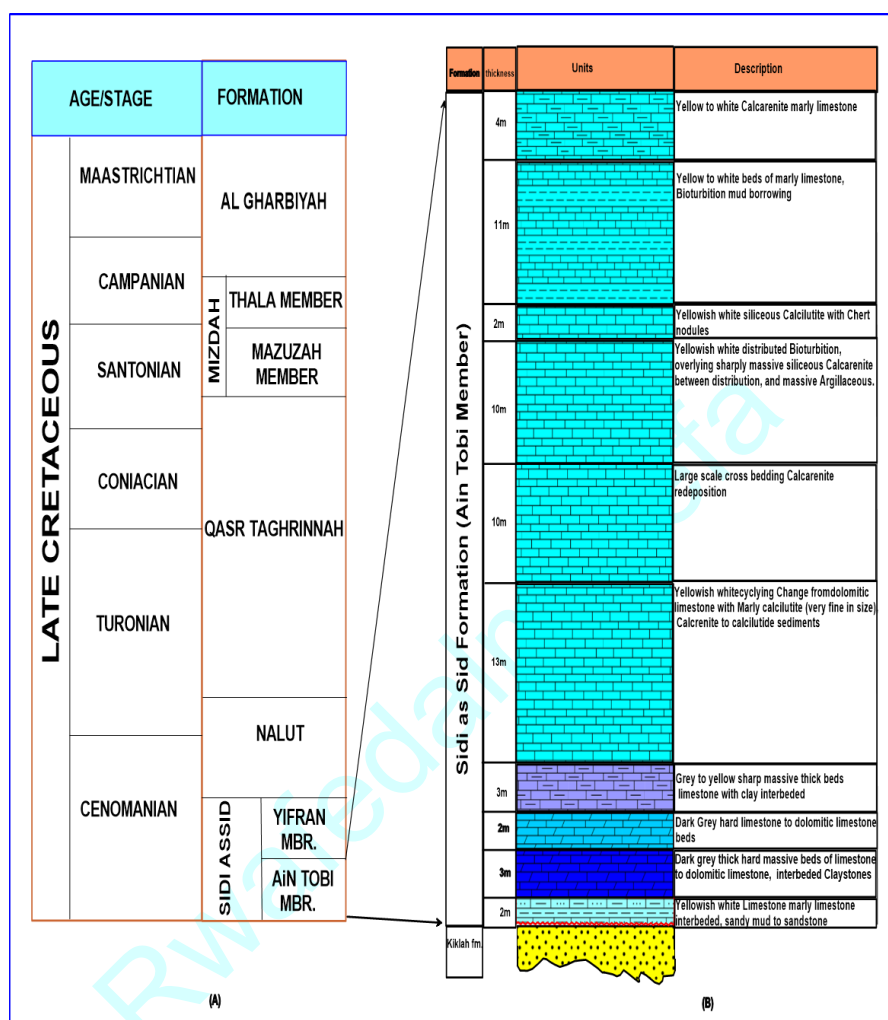 AGE/STAGE
FORMATION
LATE CRETACEOUS
MAASTRICHTIAN
CAMPANIAN
SANTONIAN
CONIACIAN
TURONIAN
CENOMANIAN
AL GHARBIYAH
MIZDAH
THALA MEMBER
MAZUZAH
MEMBER
QASR TAGHRINNAH
NALUT
SIDI ASSID
YIFRAN
MBR.
AiN TOBI
MBR.
(A)
Formation
thickness
Units
Description
Sidi as Sid Formation (Ain Tobi Member)
4m
Yellow to white Calcarenite marly limestone
11m
Yellow to white beds of marly limestone,
Bioturbition mud borrowing
2m
Yellowish white siliceous Calcilutite with Chert
nodules
10m
Yellowish white distributed Bioturbition,
overlying sharply massive siliceous Calcarenite
between distribution, and massive Argillaceous.
10m
Large scale cross bedding Calcarenite
redeposition
13m
Yellowish whitecyclying Change fromdolomitic
limestone with Marly calcilutite (very fine in size)
Calcrenite to calcilutide sediments
3m
Grey to yellow sharp massive thick beds
limestone with clay interbeded
2m
Dark Grey hard limestone to dolomitic limestone
beds
3m
Dark grey thick hard massive beds of limestone
to dolmitic limestone, interbeded Claystones
2m
Yellowish white Limestone marly limestone
interbeded, sandy mud to sandstone
Kiklah fm.
(B)